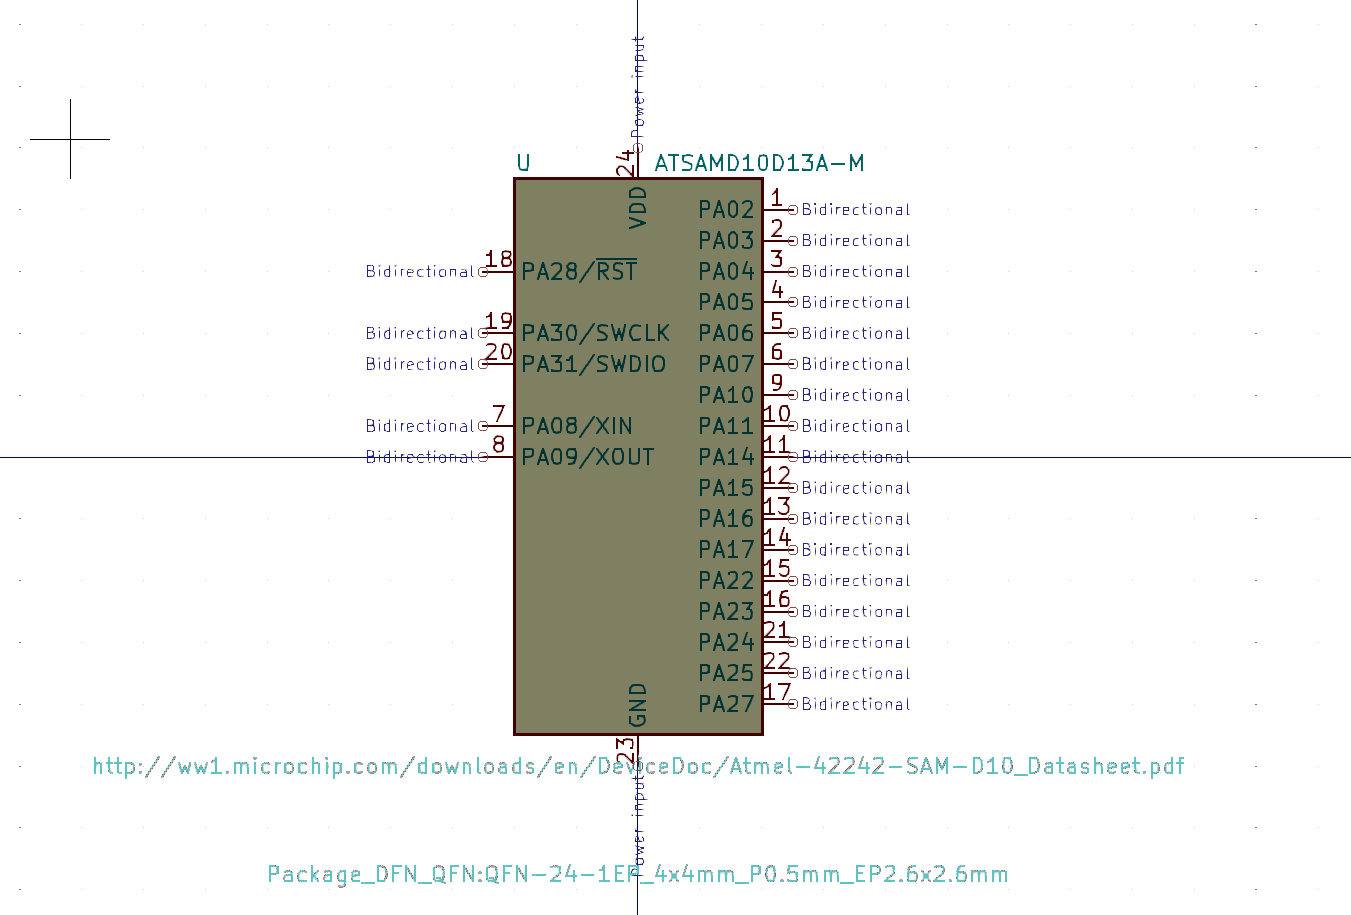 Power input
24
U ATSAMD10D13A-M
VDD
PA02 1 Bidirectional
PA03 2 Bidirectional
Bidirectional 18 PA28/RST PA04 3 Bidirectional
PA05 4 Bidirectional
Bidirectional 19 PA30/SWCLK PA06 5 Bidirectional
Bidirectional 20 PA31/SWDIO PA07 6 Bidirectional
PA10 9 Bidirectional
Bidirectional 7 PA08/XIN PA11 10 Bidirectional
Bidirectional 8 PA09/XOUT PA14 11 Bidirectional
PA15 12 Bidirectional
PA16 13 Bidirectional
PA17 14 Bidirectional
PA22 15 Bidirectional
PA23 16 Bidirectional
PA24 21 Bidirectional
PA25 22 Bidirectional
PA27 17 Bidirectional
GND
23
http://ww1.microchip.com/downloads/en/DeviceDoc/Atmel-42242-SAM-D10_Datasheet.pdf
Power input
Package_DFN_QFN:QFN-24-1EP_4x4mm_P0.5mm_EP2.6x2.6mm